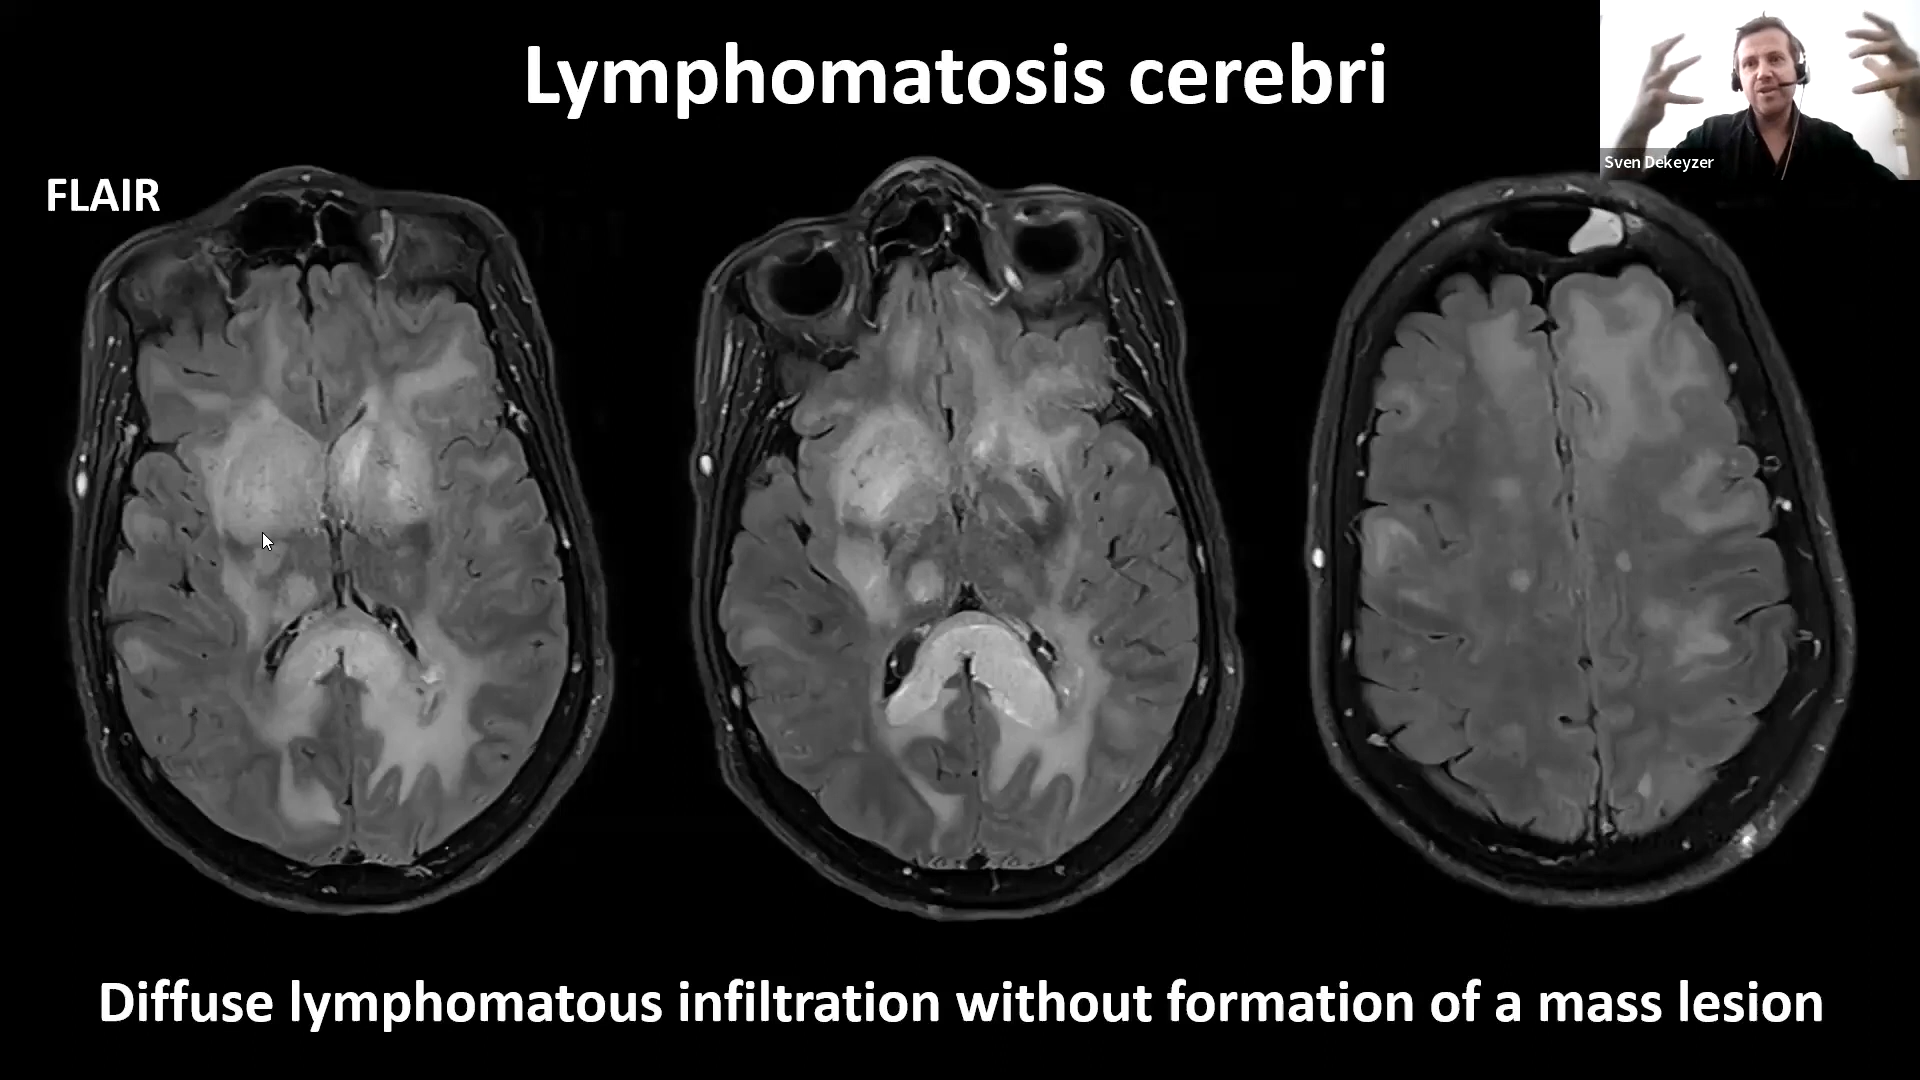 Lymphomatosis cerebri
Sven Dekeyzer
FLAIR
Diffuse lymphomatous infiltration without formation of a mass lesion